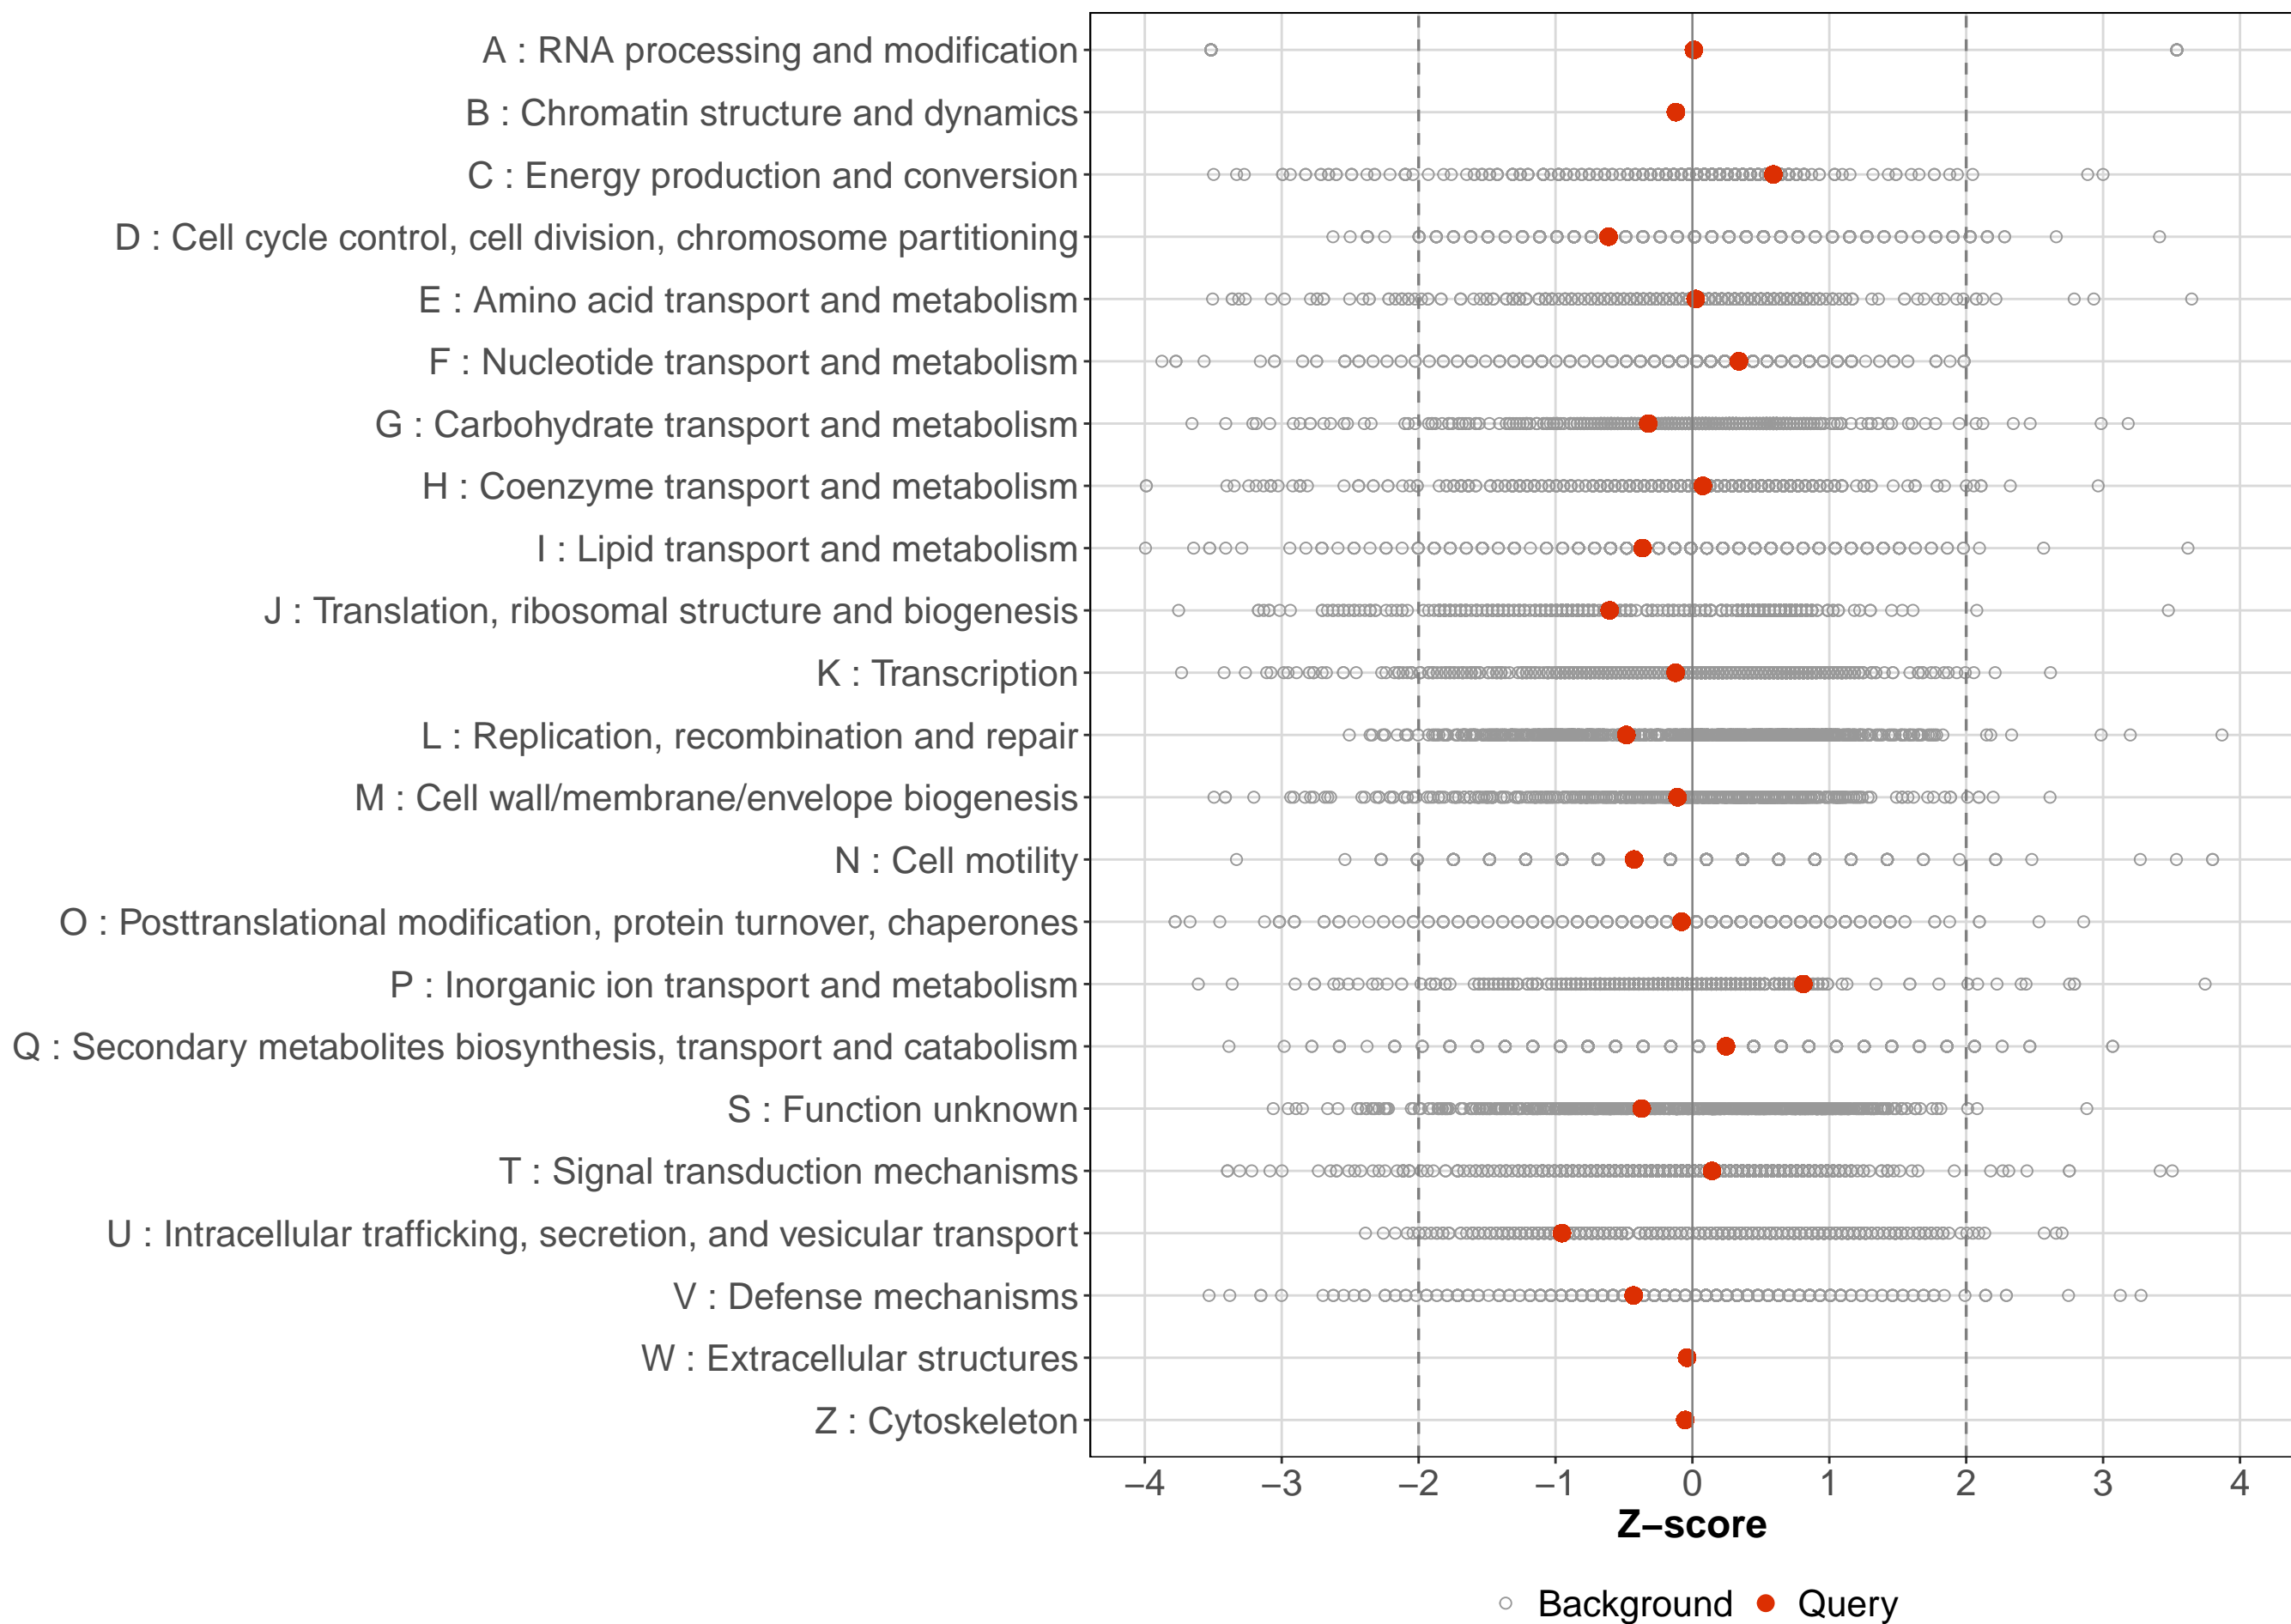 A : RNA processing and modification
B : Chromatin structure and dynamics
C : Energy production and conversion
D : Cell cycle control, cell division, chromosome partitioning
E : Amino acid transport and metabolism
F : Nucleotide transport and metabolism
G : Carbohydrate transport and metabolism
H : Coenzyme transport and metabolism
I : Lipid transport and metabolism
J : Translation, ribosomal structure and biogenesis
K : Transcription
L : Replication, recombination and repair
M : Cell wall/membrane/envelope biogenesis
N : Cell motility
O : Posttranslational modification, protein turnover, chaperones
P : Inorganic ion transport and metabolism
Q : Secondary metabolites biosynthesis, transport and catabolism
S : Function unknown
T : Signal transduction mechanisms
U : Intracellular trafficking, secretion, and vesicular transport
V : Defense mechanisms
W : Extracellular structures
Z : Cytoskeleton
−4 −3 −2 −1 0 1 2 3 4
Z−score
Background Query